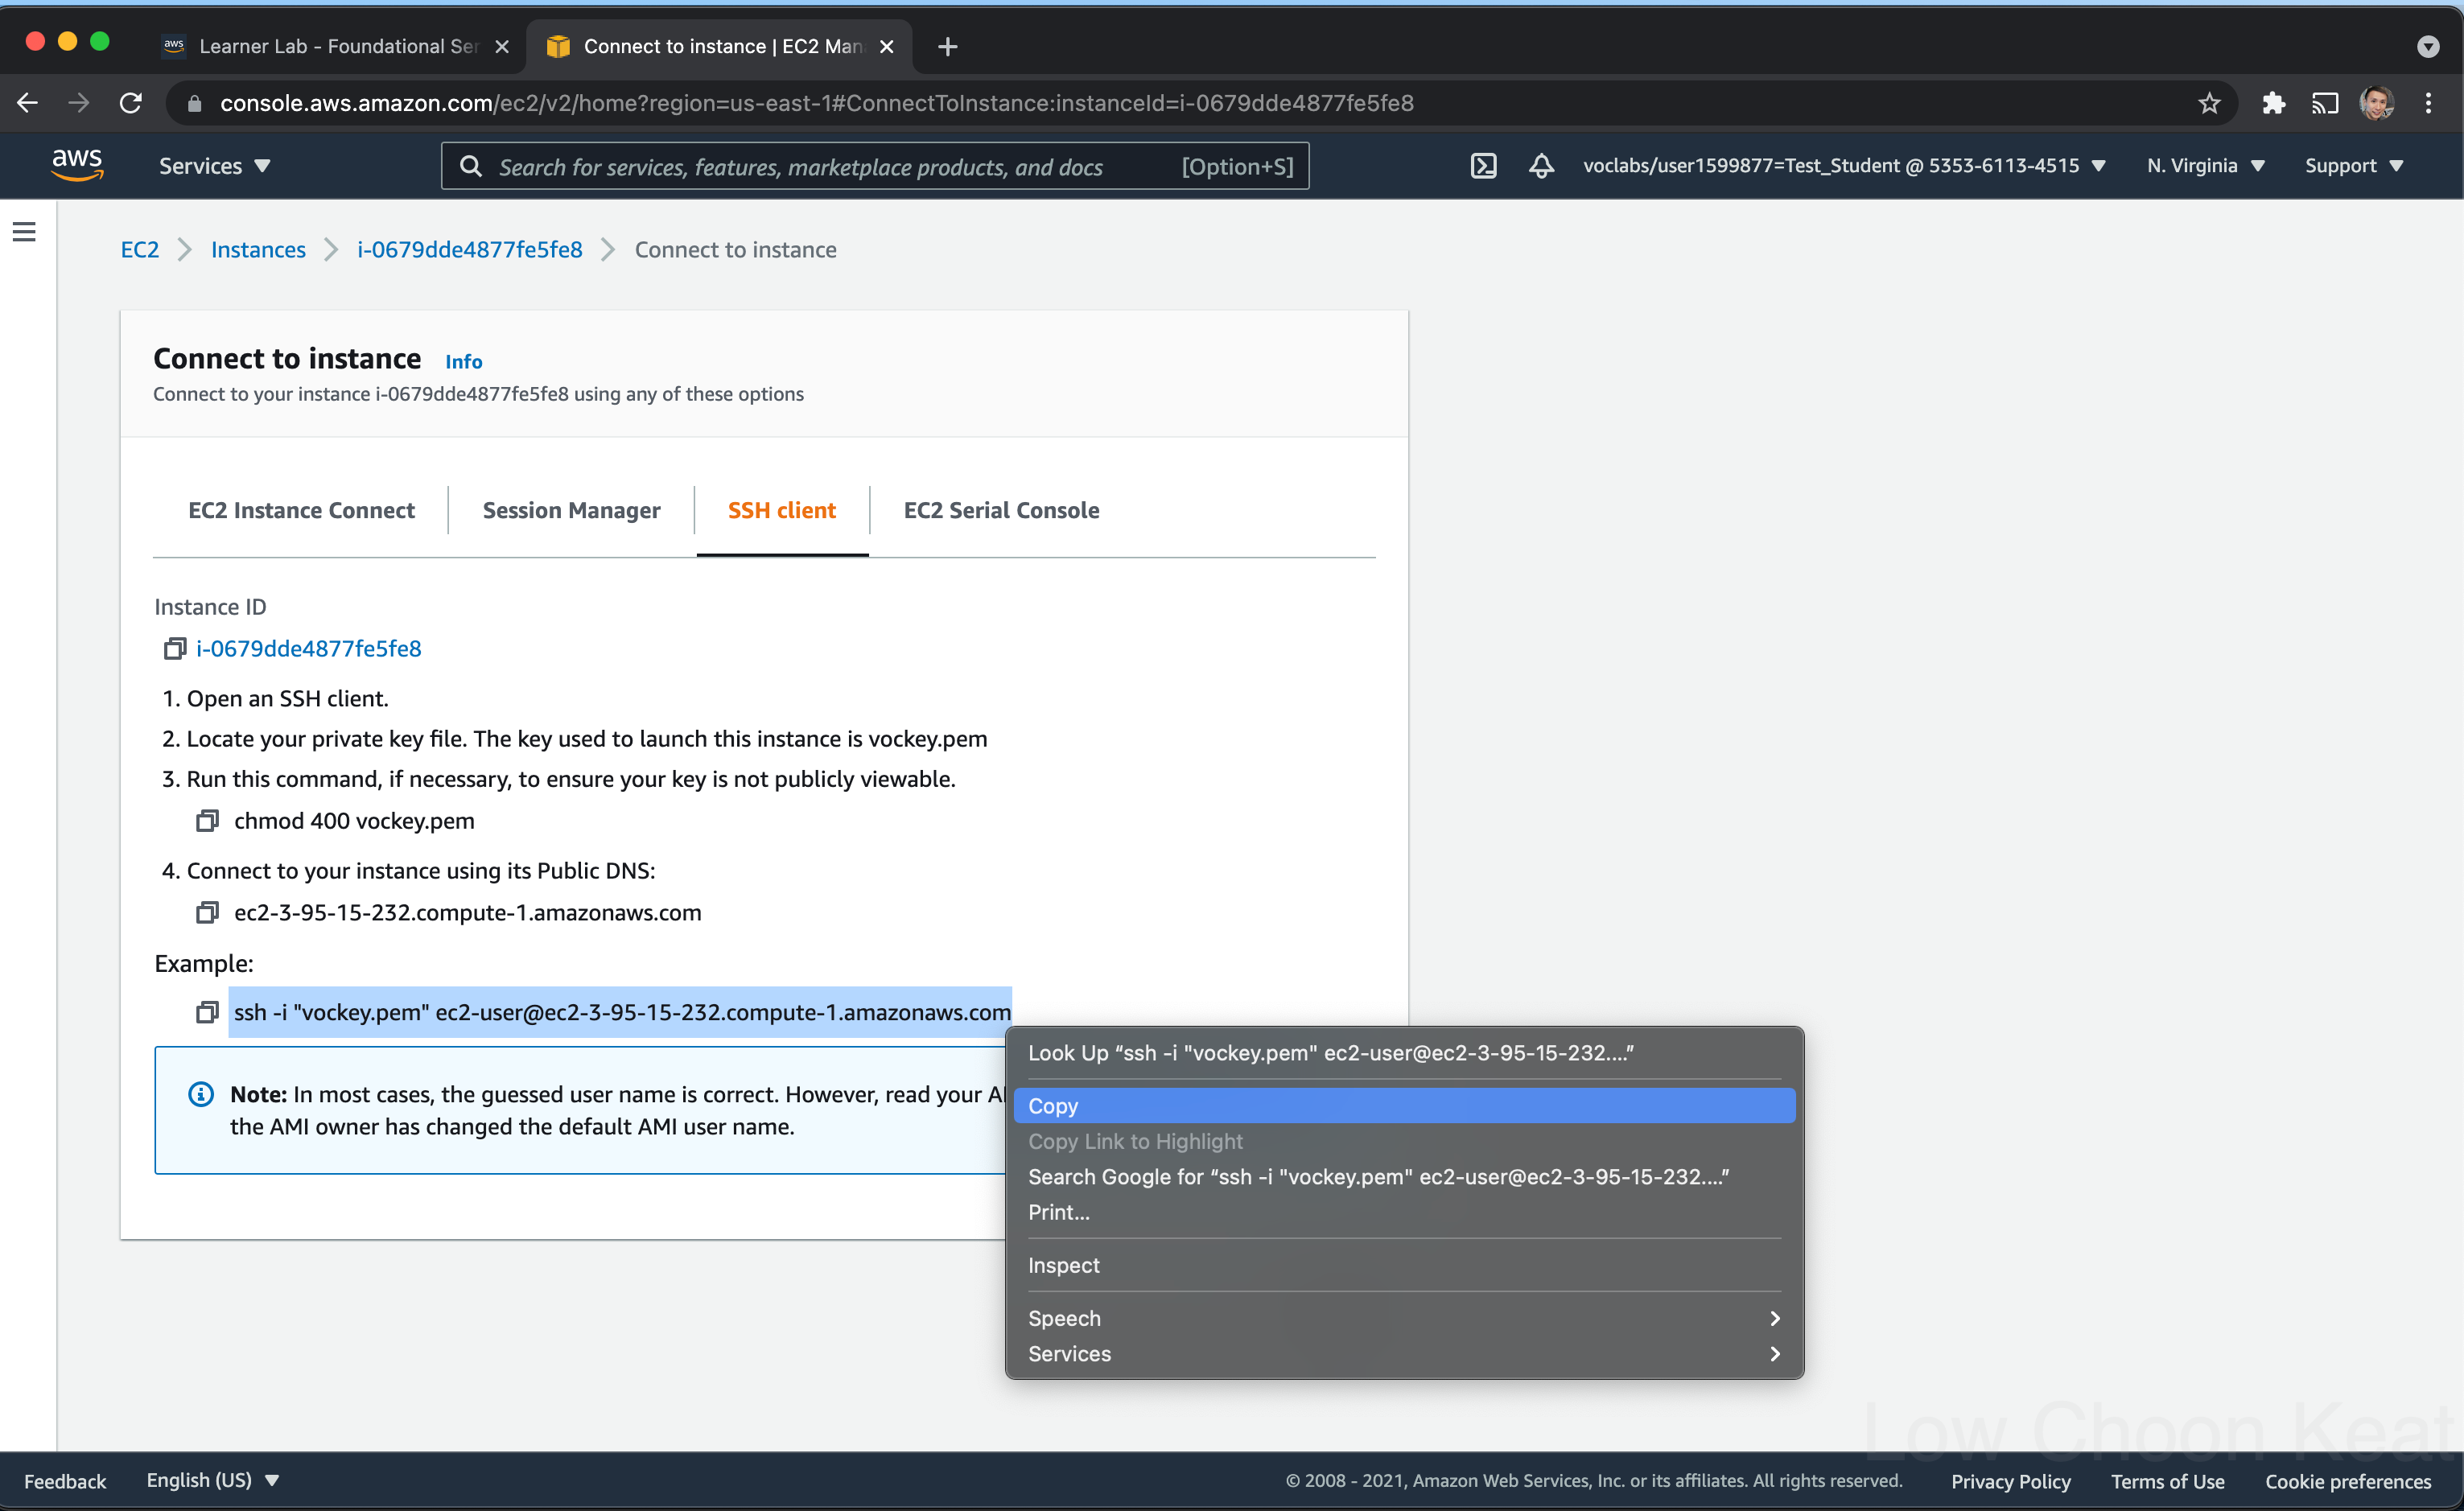 Learner Lab - Foundational Ser
Connect to instance | EC2 Man
console.aws.amazon.com/ec2/v2/home?region=us-east-1#ConnectToInstance:instanceId=i-0679dde4877fe5fe8
aws
Services
Search for services, features, marketplace products, and docs
[Option+S]
voclabs/user1599877=Test_Student @ 5353-6113-4515
N. Virginia
Support
EC2
Instances
i-0679dde4877fe5fe8
Connect to instance
Connect to instance
Info
Connect to your instance i-0679dde4877fe5fe8 using any of these options
EC2 Instance Connect
Session Manager
SSH client
EC2 Serial Console
Instance ID
i-0679dde4877fe5fe8
1. Open an SSH client.
2. Locate your private key file. The key used to launch this instance is vockey.pem
3. Run this command, if necessary, to ensure your key is not publicly viewable.
chmod 400 vockey.pem
4. Connect to your instance using its Public DNS:
ec2-3-95-15-232.compute-1.amazonaws.com
Example:
ssh -i "vockey.pem" ec2-user@ec2-3-95-15-232.compute-1.amazonaws.com
Note: In most cases, the guessed user name is correct. However, read your AI
the AMI owner has changed the default AMI user name.
Look Up “ssh -i "vockey.pem" ec2-user@ec2-3-95-15-232....”
Copy
Copy Link to Highlight
Search Google for “ssh -i "vockey.pem" ec2-user@ec2-3-95-15-232....”
Print...
Inspect
Speech
Services
Low Choon Keat
Feedback
English (US)
© 2008 - 2021, Amazon Web Services, Inc. or its affiliates. All rights reserved.
Privacy Policy
Terms of Use
Cookie preferences